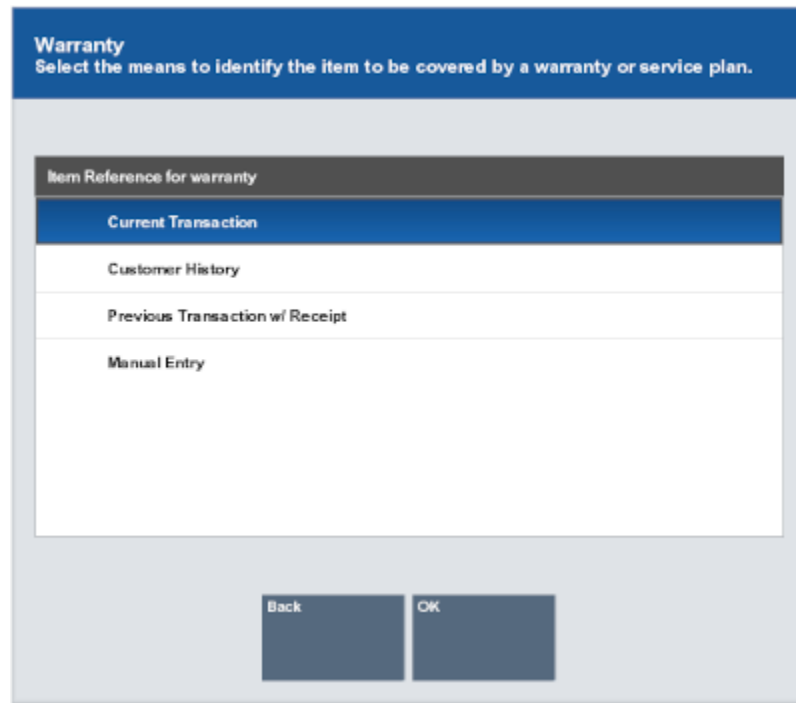 Warranty
Select the means to identify the item to be covered by a warranty or service plan.
Item Reference for warranty
Current Transaction
Customer History
Previous Transaction w/ Receipt
Manual Entry
Back
OK